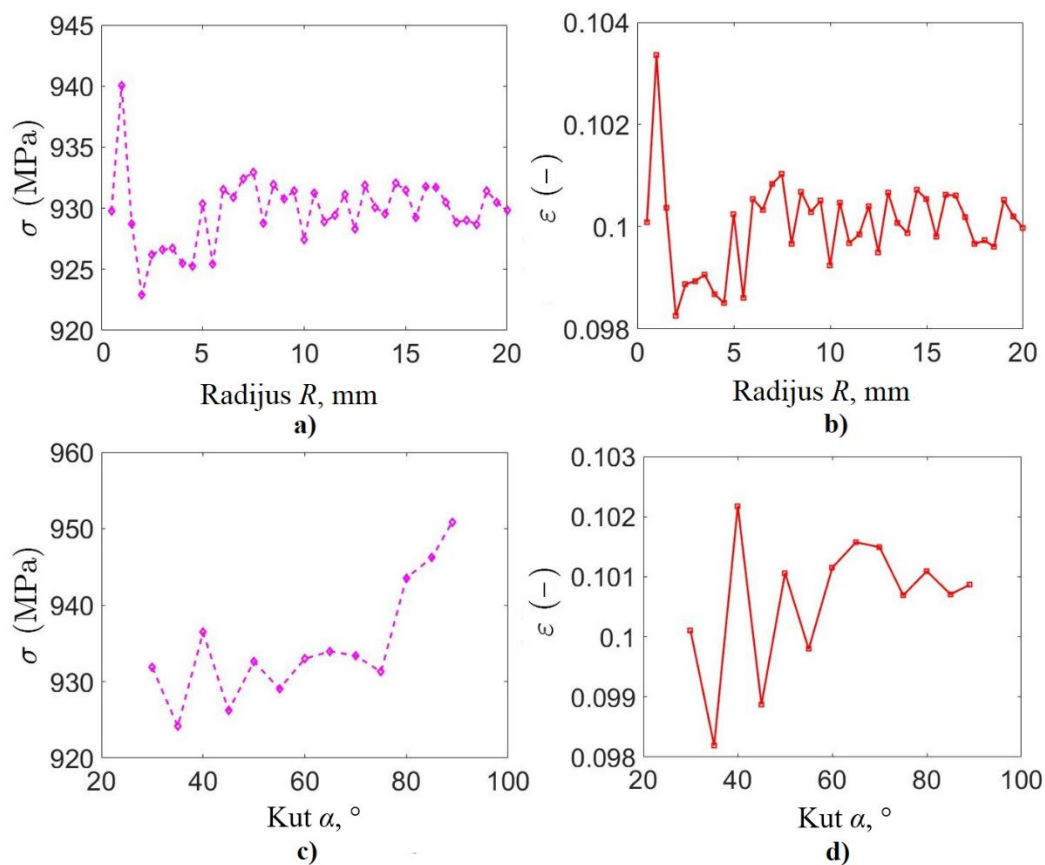 945
940
935
930
925
920
σ (MPa)
0 5 10 15 20
Radijus R, mm
a)
0.104
0.102
0.1
0.098
ε (−)
0 5 10 15 20
Radijus R, mm
b)
960
950
940
930
920
σ (MPa)
20 40 60 80 100
Kut α, °
c)
0.103
0.102
0.101
0.1
0.099
0.098
ε (−)
20 40 60 80 100
Kut α, °
d)